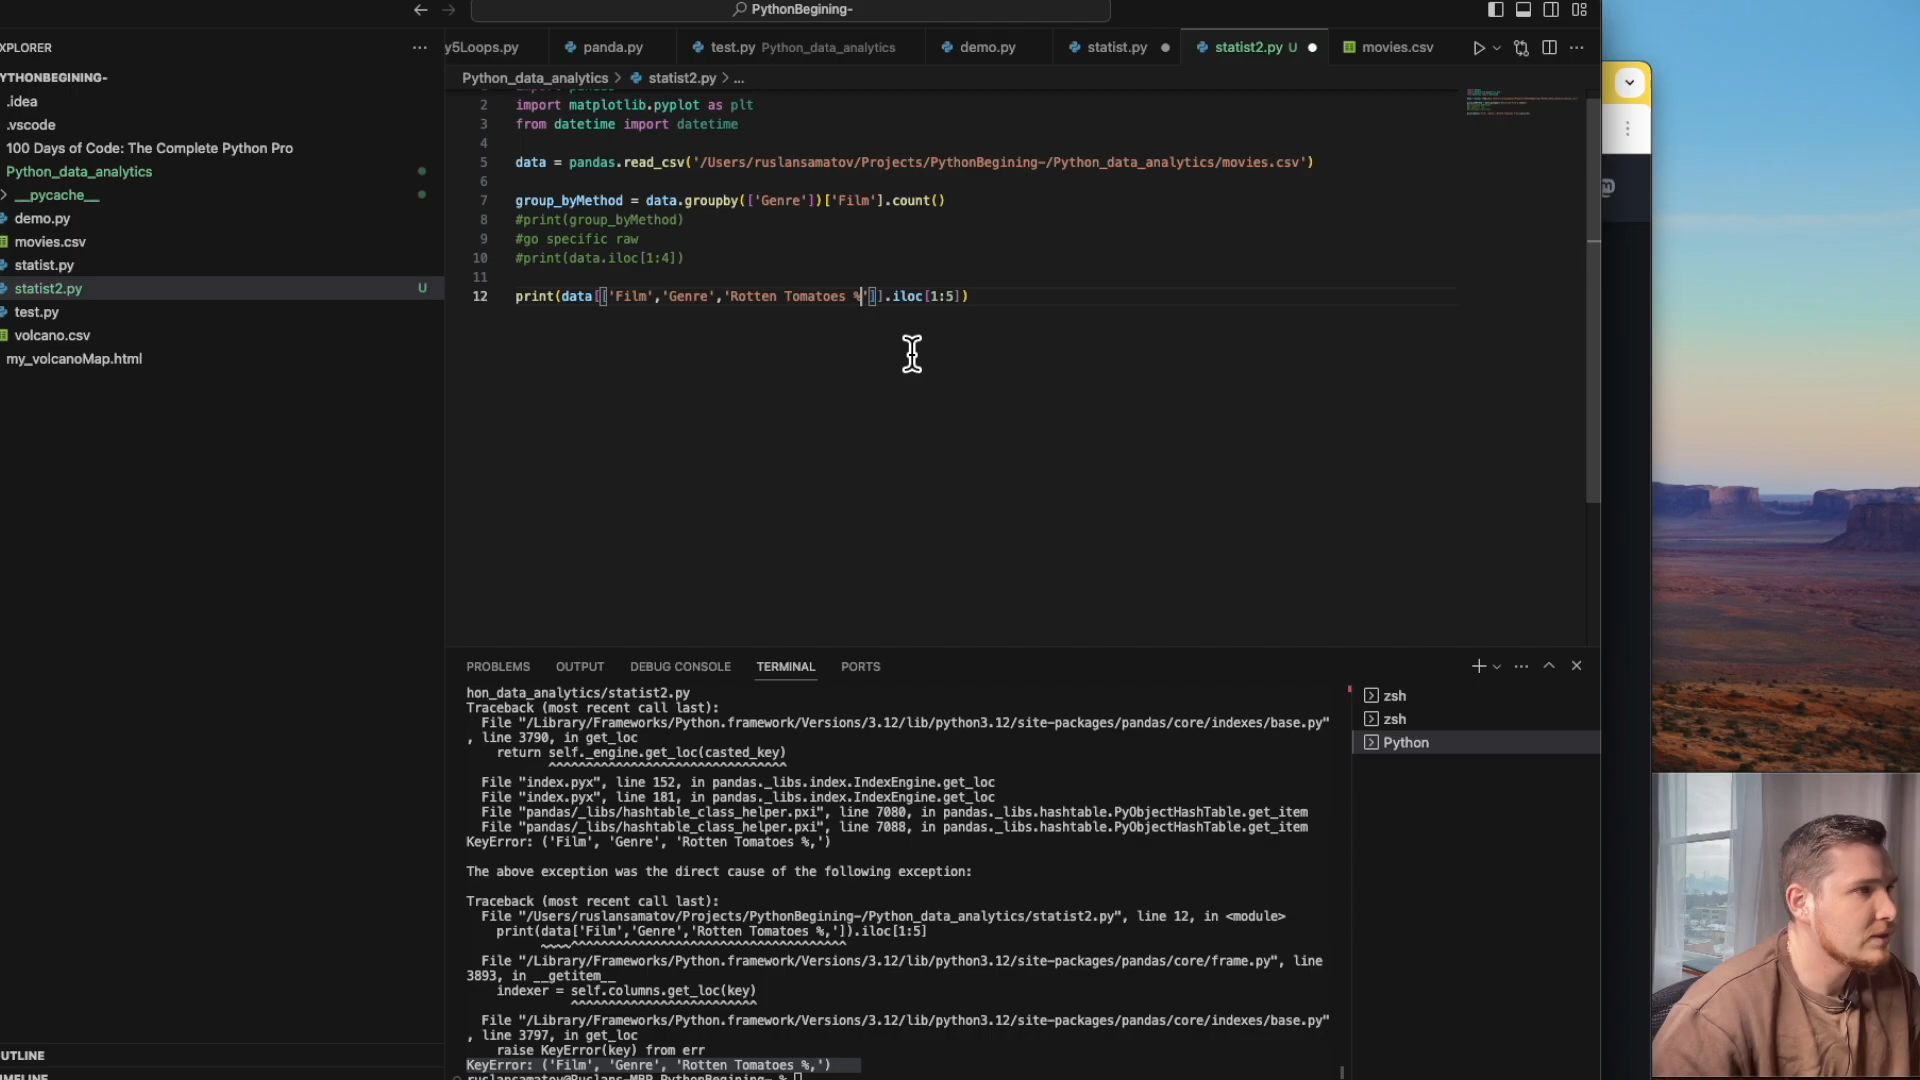 PythonBegining-
XPLORER
YTHONBEGINING-
.idea
.vscode
100 Days of Code: The Complete Python Pro
Python_data_analytics
__pycache__
demo.py
movies.csv
statist.py
statist2.py U
test.py
volcano.csv
my_volcanoMap.html
UTLINE
IMELINE
y5Loops.py
panda.py
test.py Python_data_analytics
demo.py
statist.py
statist2.py U
movies.csv
Python_data_analytics > statist2.py > ...
2 import matplotlib.pyplot as plt
3 from datetime import datetime
4
5 data = pandas.read_csv('/Users/ruslansamatov/Projects/PythonBegining-/Python_data_analytics/movies.csv')
6
7 group_byMethod = data.groupby(['Genre'])['Film'].count()
8 #print(group_byMethod)
9 #go specific raw
10 #print(data.iloc[1:4])
11
12 print(data[['Film','Genre','Rotten Tomatoes %']].iloc[1:5])
PROBLEMS OUTPUT DEBUG CONSOLE TERMINAL PORTS
hon_data_analytics/statist2.py
Traceback (most recent call last):
File "/Library/Frameworks/Python.framework/Versions/3.12/lib/python3.12/site-packages/pandas/core/indexes/base.py"
, line 3790, in get_loc
return self._engine.get_loc(casted_key)
^^^^^^^^^^^^^^^^^^^^^^^^^^^^^^^^
File "index.pyx", line 152, in pandas._libs.index.IndexEngine.get_loc
File "index.pyx", line 181, in pandas._libs.index.IndexEngine.get_loc
File "pandas/_libs/hashtable_class_helper.pxi", line 7080, in pandas._libs.hashtable.PyObjectHashTable.get_item
File "pandas/_libs/hashtable_class_helper.pxi", line 7088, in pandas._libs.hashtable.PyObjectHashTable.get_item
KeyError: ('Film', 'Genre', 'Rotten Tomatoes %,')
The above exception was the direct cause of the following exception:
Traceback (most recent call last):
File "/Users/ruslansamatov/Projects/PythonBegining-/Python_data_analytics/statist2.py", line 12, in <module>
print(data['Film','Genre','Rotten Tomatoes %,']).iloc[1:5]
~~~~^^^^^^^^^^^^^^^^^^^^^^^^^^^^^^^^^^^^
File "/Library/Frameworks/Python.framework/Versions/3.12/lib/python3.12/site-packages/pandas/core/frame.py", line
3893, in __getitem__
indexer = self.columns.get_loc(key)
^^^^^^^^^^^^^^^^^^^^^^^^^
File "/Library/Frameworks/Python.framework/Versions/3.12/lib/python3.12/site-packages/pandas/core/indexes/base.py"
, line 3797, in get_loc
raise KeyError(key) from err
KeyError: ('Film', 'Genre', 'Rotten Tomatoes %,')
ruslansamatov@Ruslans-MBP PythonBegining- %
zsh
zsh
Python